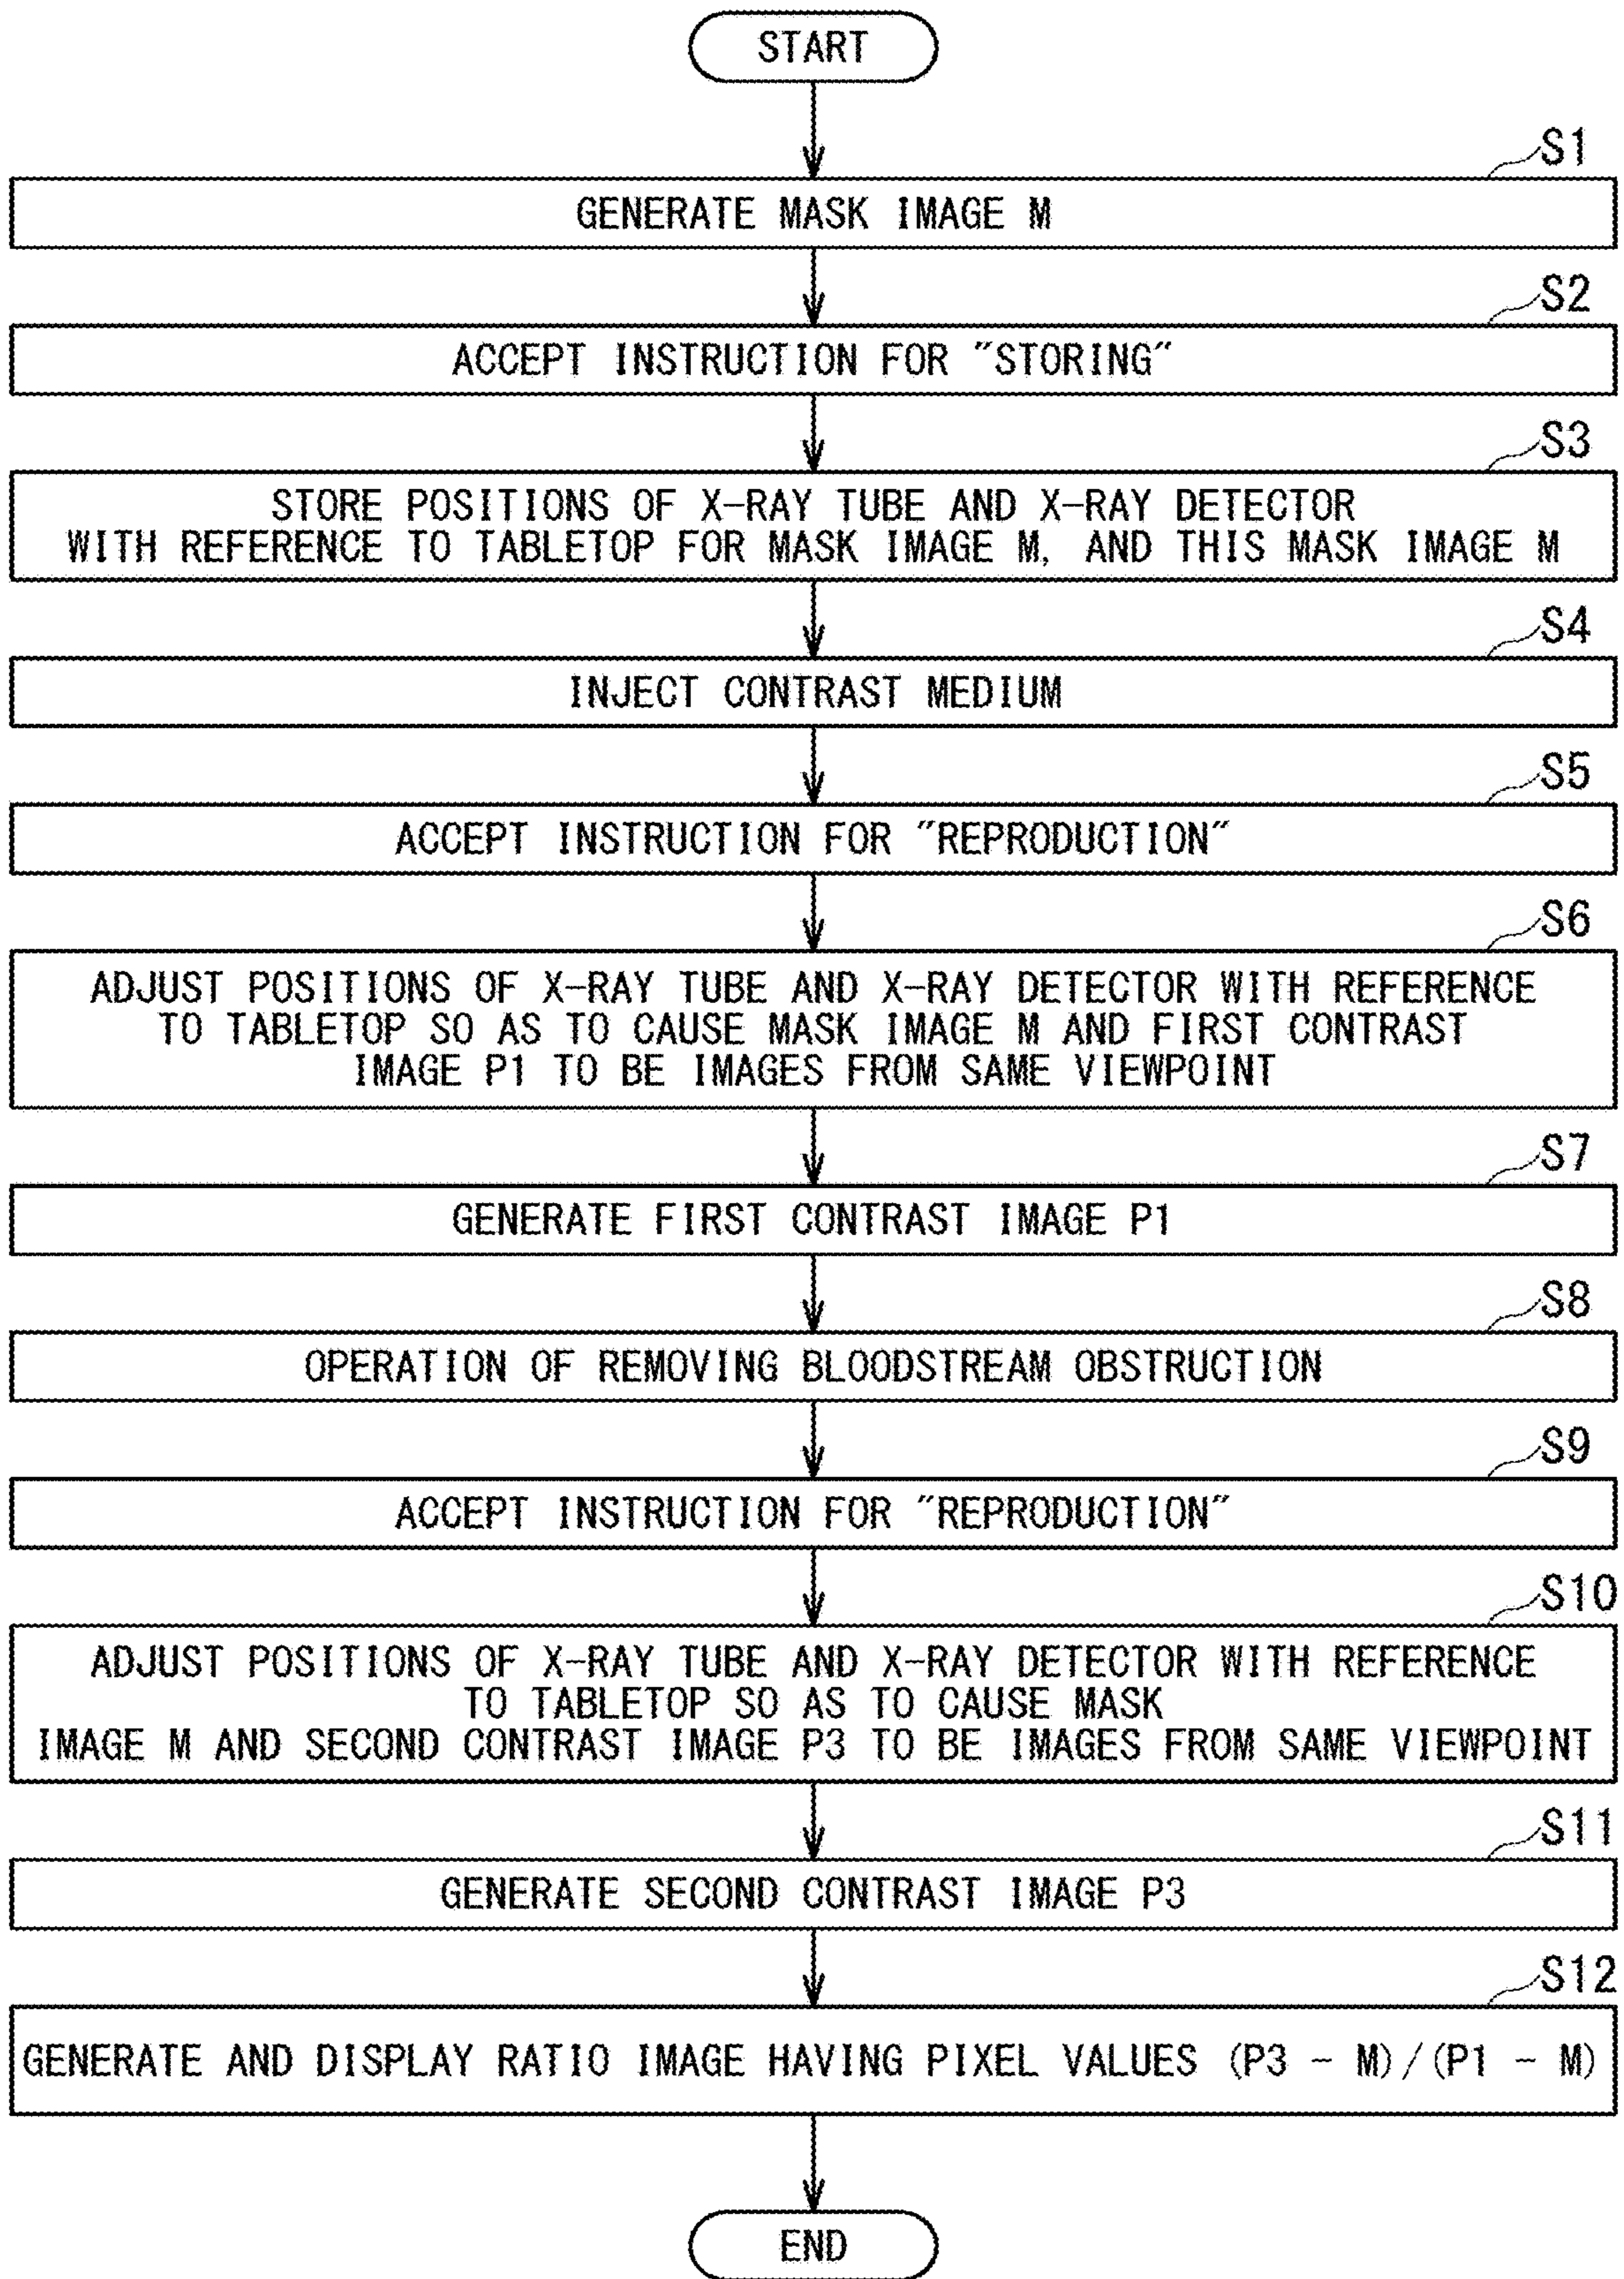 START
S1
GENERATE MASK IMAGE M
S2
ACCEPT INSTRUCTION FOR "STORING"
S3
STORE POSITIONS OF X-RAY TUBE AND X-RAY DETECTOR
WITH REFERENCE TO TABLETOP FOR MASK IMAGE M, AND THIS MASK IMAGE M
S4
INJECT CONTRAST MEDIUM
S5
ACCEPT INSTRUCTION FOR "REPRODUCTION"
S6
ADJUST POSITIONS OF X-RAY TUBE AND X-RAY DETECTOR WITH REFERENCE
TO TABLETOP SO AS TO CAUSE MASK IMAGE M AND FIRST CONTRAST
IMAGE P1 TO BE IMAGES FROM SAME VIEWPOINT
S7
GENERATE FIRST CONTRAST IMAGE P1
S8
OPERATION OF REMOVING BLOODSTREAM OBSTRUCTION
S9
ACCEPT INSTRUCTION FOR "REPRODUCTION"
S10
ADJUST POSITIONS OF X-RAY TUBE AND X-RAY DETECTOR WITH REFERENCE
TO TABLETOP SO AS TO CAUSE MASK
IMAGE M AND SECOND CONTRAST IMAGE P3 TO BE IMAGES FROM SAME VIEWPOINT
S11
GENERATE SECOND CONTRAST IMAGE P3
S12
GENERATE AND DISPLAY RATIO IMAGE HAVING PIXEL VALUES (P3 - M)/(P1 - M)
END